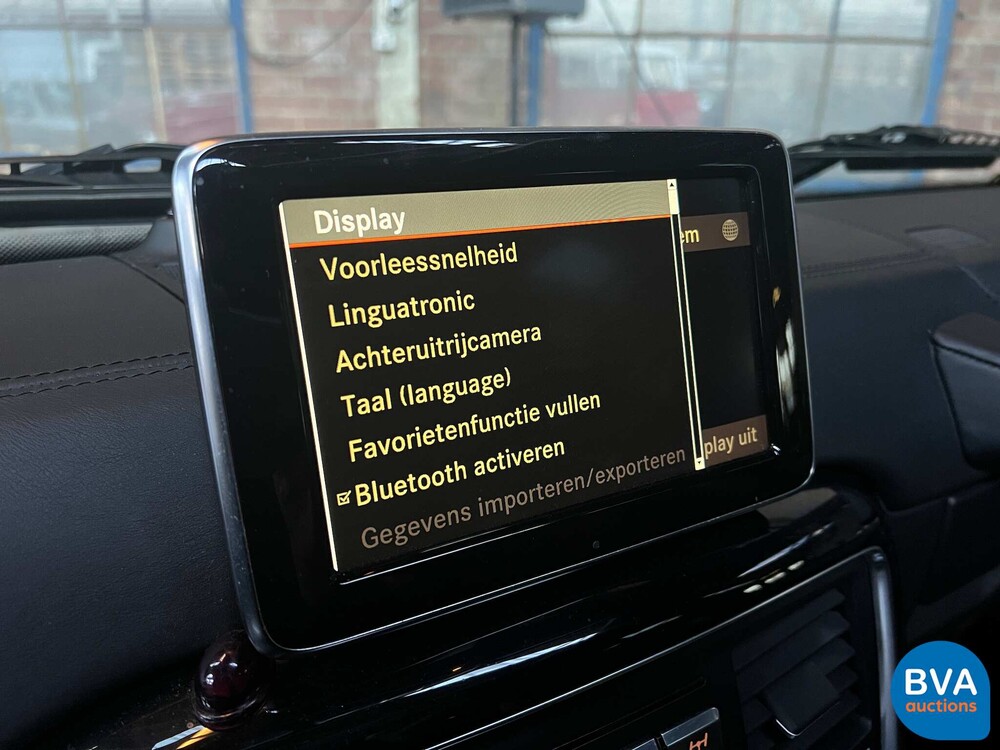 Display
Voorleessnelheid
Linguatronic
Achteruitrijcamera
Taal (language)
Favorietenfunctie vullen
Bluetooth activeren
Gegevens importeren/exporteren
em
play uit
BVA
auctions